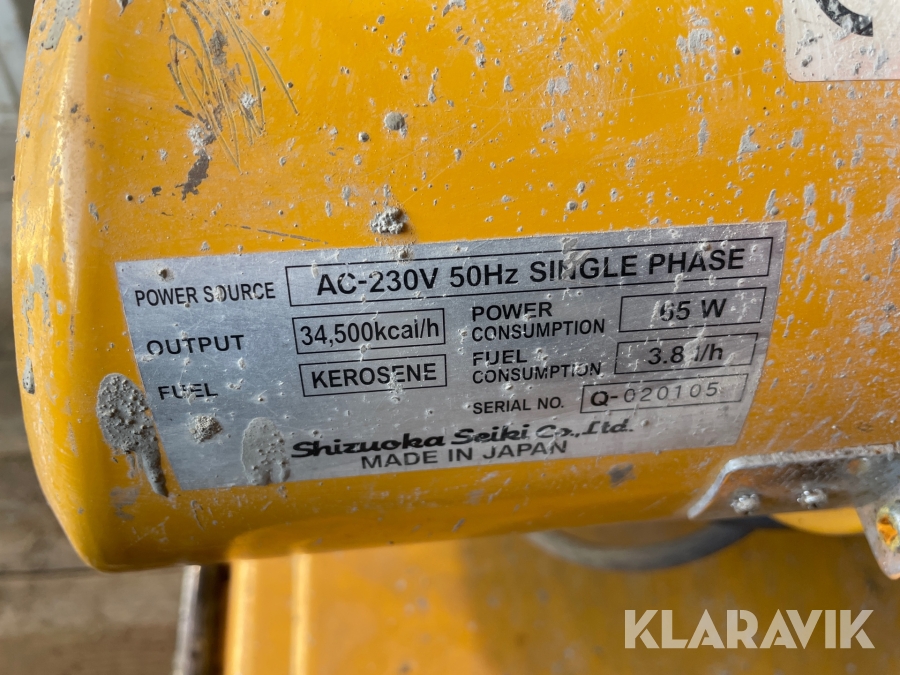 POWER SOURCE AC-230V 50Hz SINGLE PHASE
OUTPUT 34,500kcal/h POWER CONSUMPTION 65 W
FUEL KEROSENE FUEL CONSUMPTION 3.8 l/h
SERIAL NO. Q-020105
Shizuoka Seiki Co.,Ltd.
MADE IN JAPAN
KLARAVIK